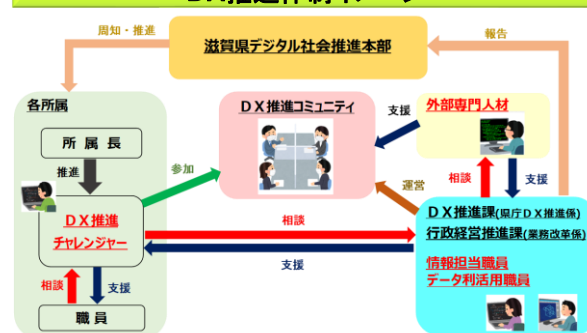 DX推進体制イメージ
周知・推進
滋賀県デジタル社会推進本部
報告
各所属
所属長
推進
DX推進
チャレンジャー
相談
支援
職員
参加
DX推進コミュニティ
支援
外部専門人材
運営
相談
支援
相談
支援
DX推進課(県庁DX推進係)
行政経営推進課(業務改革係)
情報担当職員
データ利活用職員